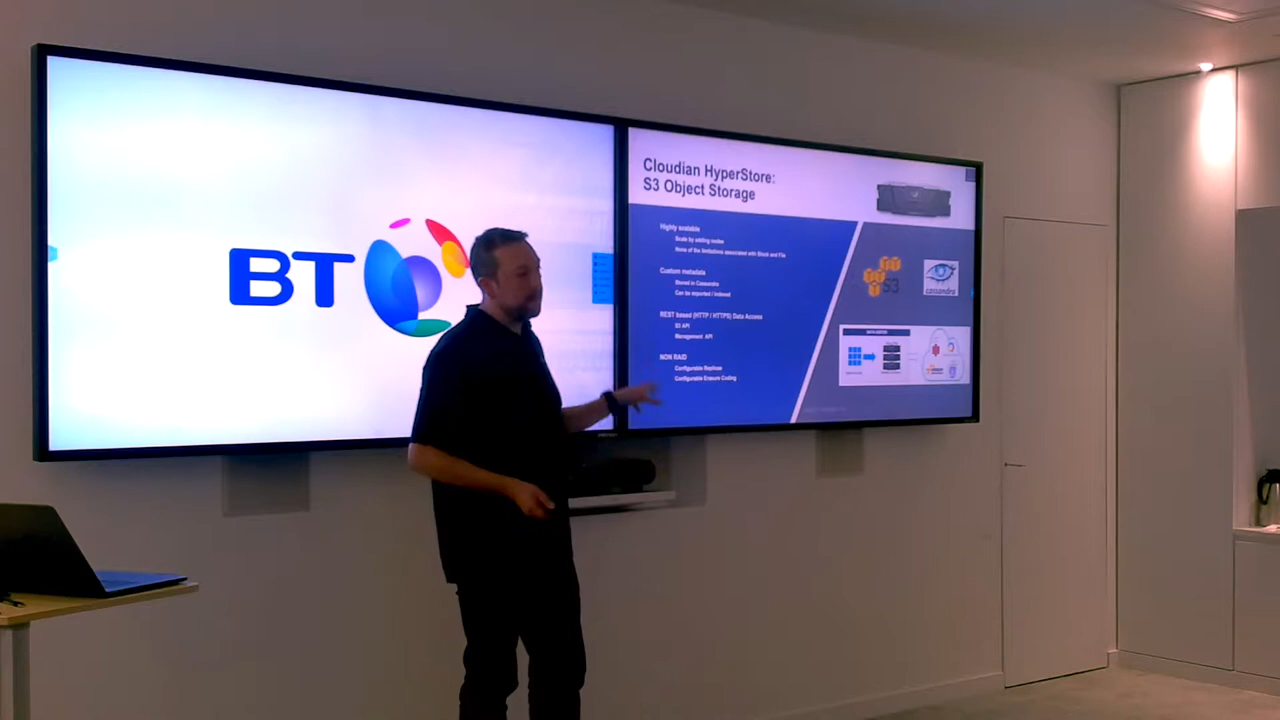 BT
Cloudian HyperStore:
S3 Object Storage
Highly scalable
Scale by adding nodes
None of the limitations associated with Block and File
Custom metadata
Stored in Cassandra
Can be exported / indexed
REST based (HTTP / HTTPS) Data Access
S3 API
Management API
NON RAID
Configurable Replicas
Configurable Erasure Coding
S3
cassandra